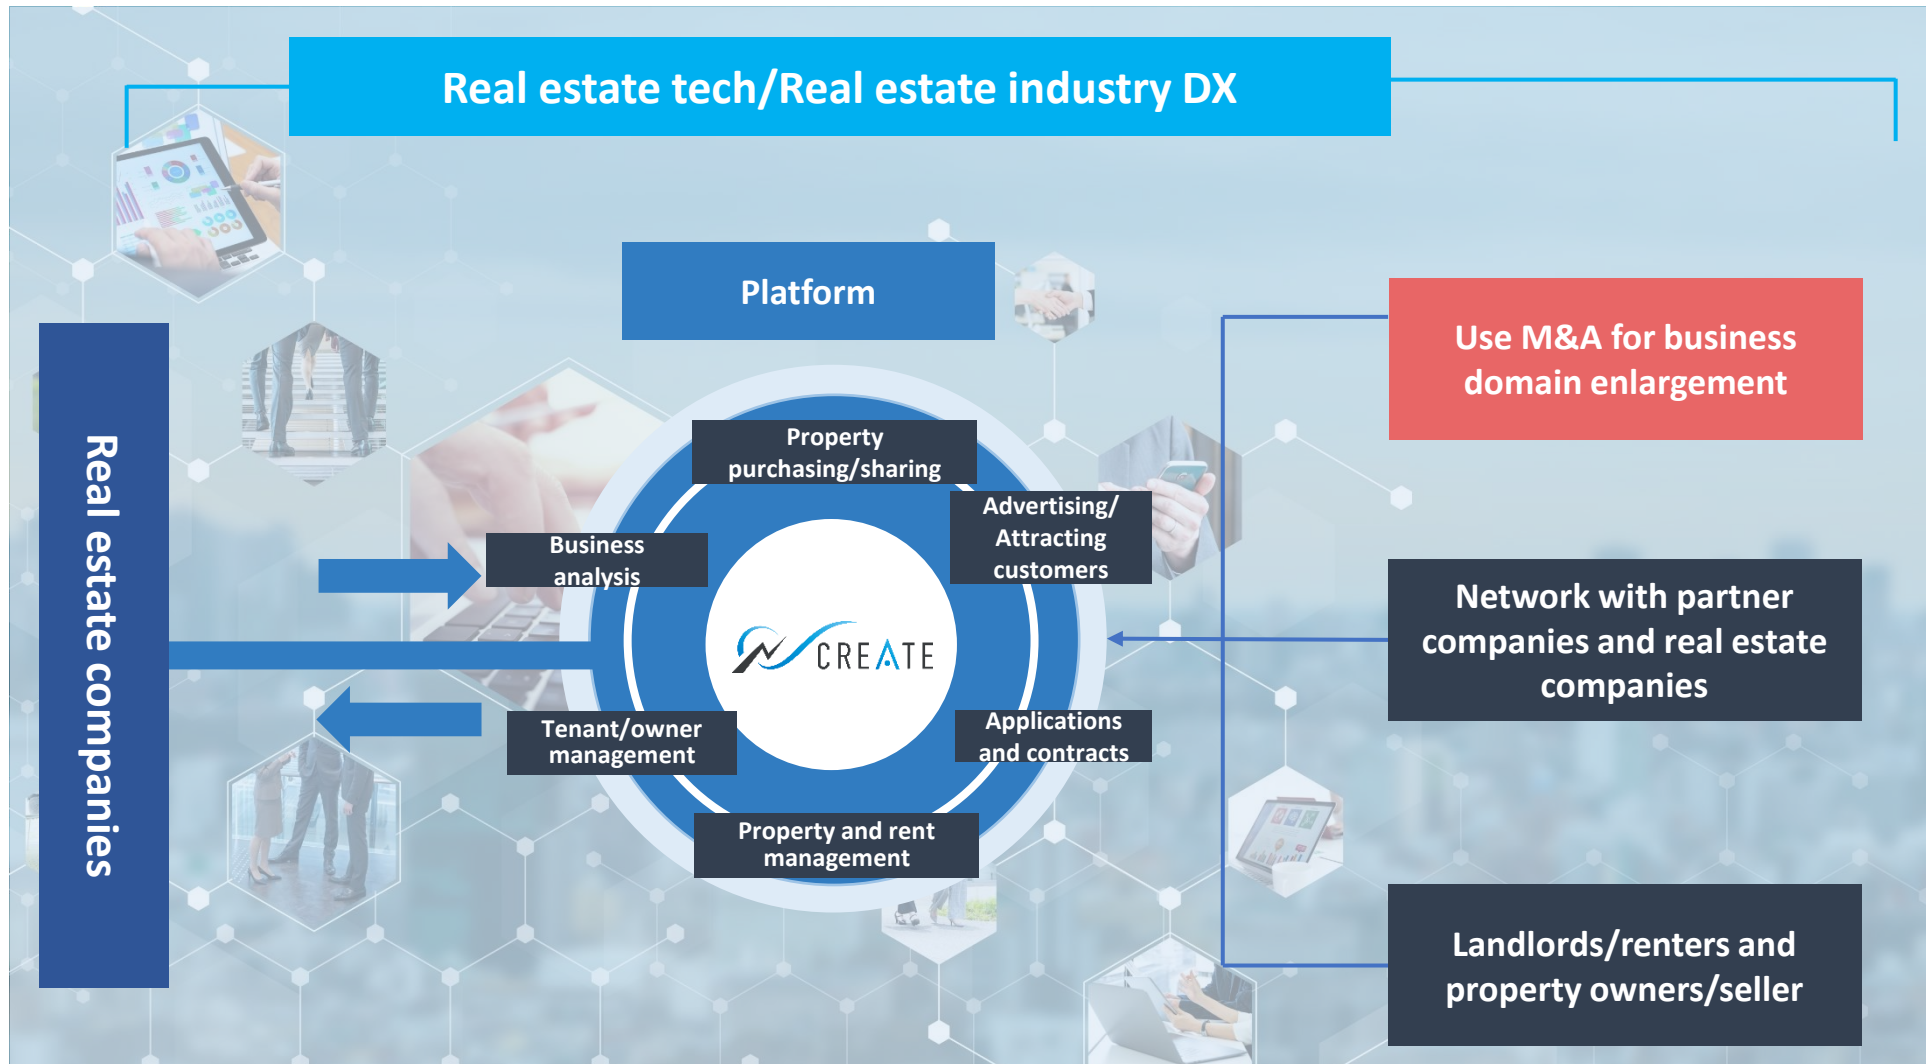 Real estate tech/Real estate industry DX
Platform
Real estate companies
Property
purchasing/sharing
Advertising/
Attracting
customers
Business
analysis
CREATE
Tenant/owner
management
Applications
and contracts
Property and rent
management
Use M&A for business
domain enlargement
Network with partner
companies and real estate
companies
Landlords/renters and
property owners/seller